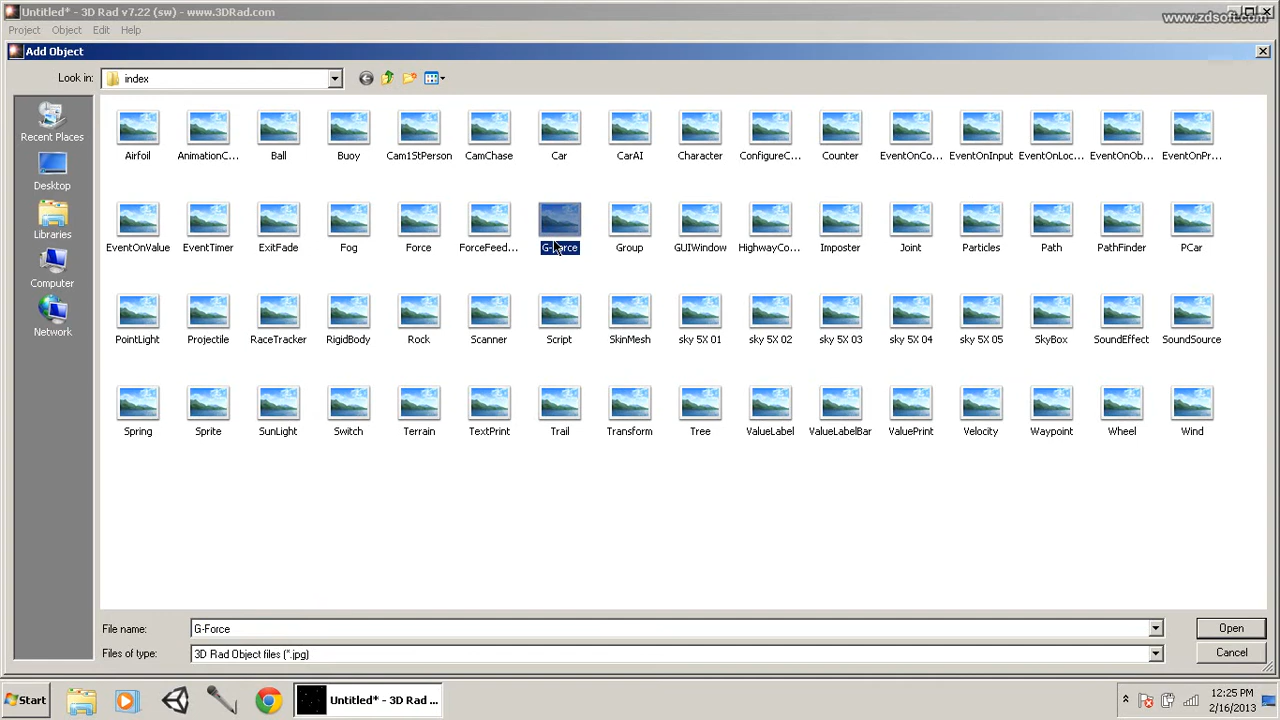 Untitled* - 3D Rad v7.22 (sw) - www.3DRad.com
www.zdsoft.com
Project Object Edit Help
Add Object
Look in: index
Recent Places
Desktop
Libraries
Computer
Network
Airfoil AnimationC... Ball Buoy Cam1StPerson CamChase Car CarAI Character ConfigureC... Counter EventOnCo... EventOnInput EventOnLoc... EventOnOb... EventOnPr...
EventOnValue EventTimer ExitFade Fog Force ForceFeed... G-Force Group GUIWindow HighwayCo... Imposter Joint Particles Path PathFinder PCar
PointLight Projectile RaceTracker RigidBody Rock Scanner Script SkinMesh sky 5X 01 sky 5X 02 sky 5X 03 sky 5X 04 sky 5X 05 SkyBox SoundEffect SoundSource
Spring Sprite SunLight Switch Terrain TextPrint Trail Transform Tree ValueLabel ValueLabelBar ValuePrint Velocity Waypoint Wheel Wind
File name: G-Force Open
Files of type: 3D Rad Object files (*.jpg) Cancel
Start Untitled* - 3D Rad ... 12:25 PM
2/16/2013